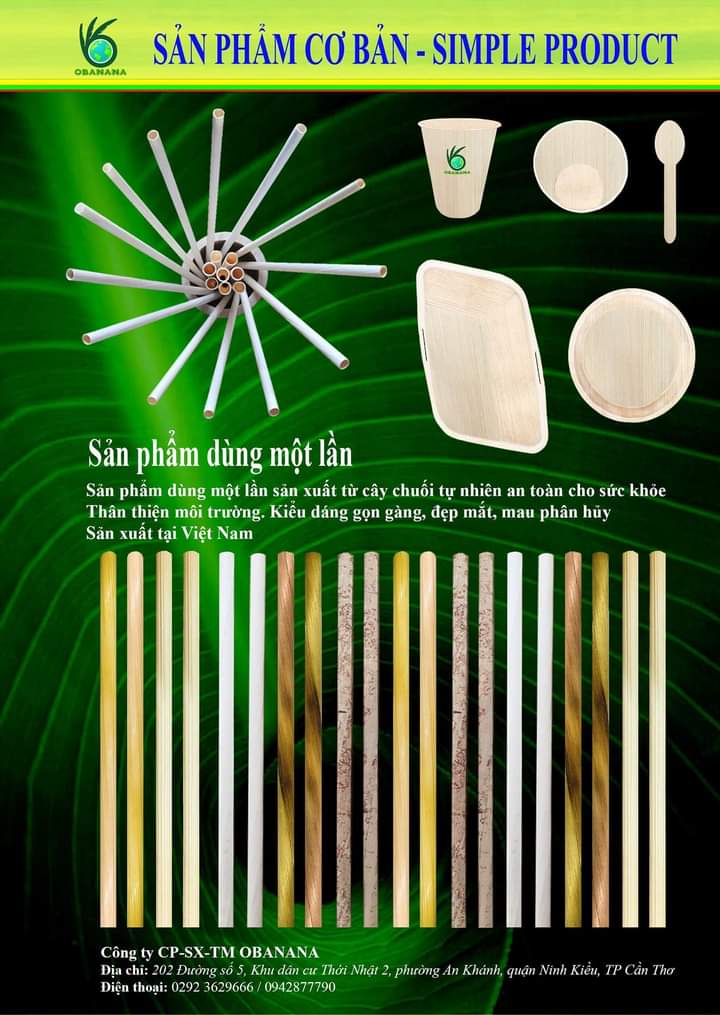 OBANANA
SẢN PHẨM CƠ BẢN - SIMPLE PRODUCT
OBANANA
Sản phẩm dùng một lần
Sản phẩm dùng một lần sản xuất từ cây chuối tự nhiên an toàn cho sức khỏe
Thân thiện môi trường. Kiểu dáng gọn gàng, đẹp mắt, mau phân hủy
Sản xuất tại Việt Nam
Công ty CP-SX-TM OBANANA
Địa chỉ: 202 Đường số 5, Khu dân cư Thới Nhật 2, phường An Khánh, quận Ninh Kiều, TP Cần Thơ
Điện thoại: 0292 3629666 / 0942877790